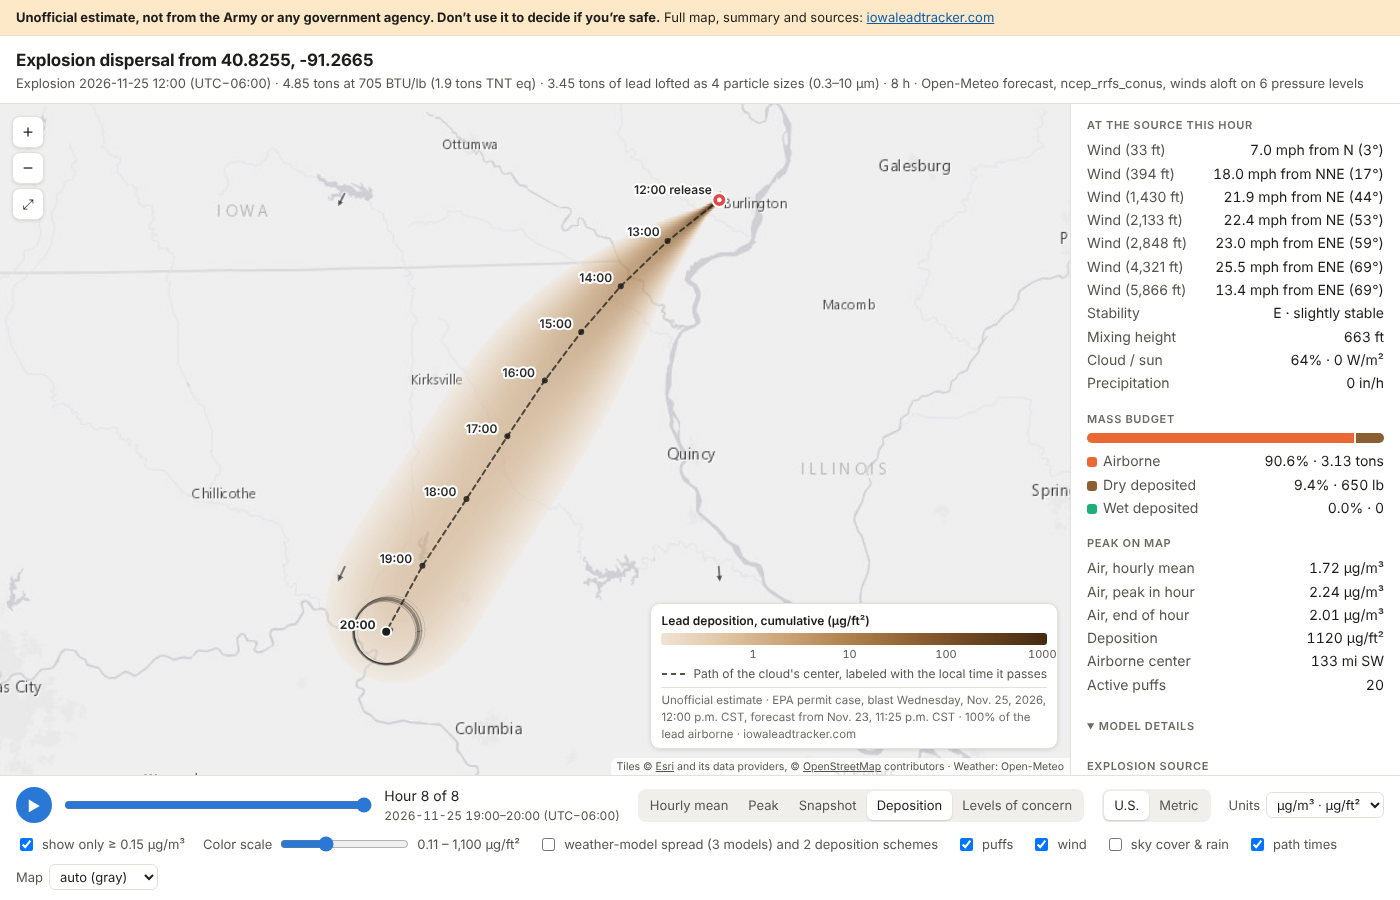 Unofficial estimate, not from the Army or any government agency. Don’t use it to decide if you’re safe. Full map, summary and sources: iowaleadtracker.com
Explosion dispersal from 40.8255, -91.2665
Explosion 2026-11-25 12:00 (UTC−06:00) · 4.85 tons at 705 BTU/lb (1.9 tons TNT eq) · 3.45 tons of lead lofted as 4 particle sizes (0.3–10 µm) · 8 h · Open-Meteo forecast, ncep_rrfs_conus, winds aloft on 6 pressure levels
+
−
Ottumwa
Galesburg
IOWA
12:00 release
Burlington
13:00
P
14:00
Macomb
15:00
16:00
Kirksville
17:00
Quincy
ILLINOIS
18:00
Chillicothe
Sprin
19:00
20:00
as City
Columbia
Lead deposition, cumulative (µg/ft²)
1 10 100 1000
Path of the cloud's center, labeled with the local time it passes
Unofficial estimate · EPA permit case, blast Wednesday, Nov. 25, 2026,
12:00 p.m. CST, forecast from Nov. 23, 11:25 p.m. CST · 100% of the
lead airborne · iowaleadtracker.com
Tiles © Esri and its data providers, © OpenStreetMap contributors · Weather: Open-Meteo
AT THE SOURCE THIS HOUR
Wind (33 ft) 7.0 mph from N (3°)
Wind (394 ft) 18.0 mph from NNE (17°)
Wind (1,430 ft) 21.9 mph from NE (44°)
Wind (2,133 ft) 22.4 mph from NE (53°)
Wind (2,848 ft) 23.0 mph from ENE (59°)
Wind (4,321 ft) 25.5 mph from ENE (69°)
Wind (5,866 ft) 13.4 mph from ENE (69°)
Stability E · slightly stable
Mixing height 663 ft
Cloud / sun 64% · 0 W/m²
Precipitation 0 in/h
MASS BUDGET
Airborne 90.6% · 3.13 tons
Dry deposited 9.4% · 650 lb
Wet deposited 0.0% · 0
PEAK ON MAP
Air, hourly mean 1.72 µg/m³
Air, peak in hour 2.24 µg/m³
Air, end of hour 2.01 µg/m³
Deposition 1120 µg/ft²
Airborne center 133 mi SW
Active puffs 20
▼ MODEL DETAILS
EXPLOSION SOURCE
Hour 8 of 8
2026-11-25 19:00–20:00 (UTC−06:00)
Hourly mean Peak Snapshot Deposition Levels of concern
U.S. Metric
Units µg/m³ · µg/ft²
show only ≥ 0.15 µg/m³ Color scale 0.11 – 1,100 µg/ft² weather-model spread (3 models) and 2 deposition schemes puffs wind sky cover & rain path times
Map auto (gray)